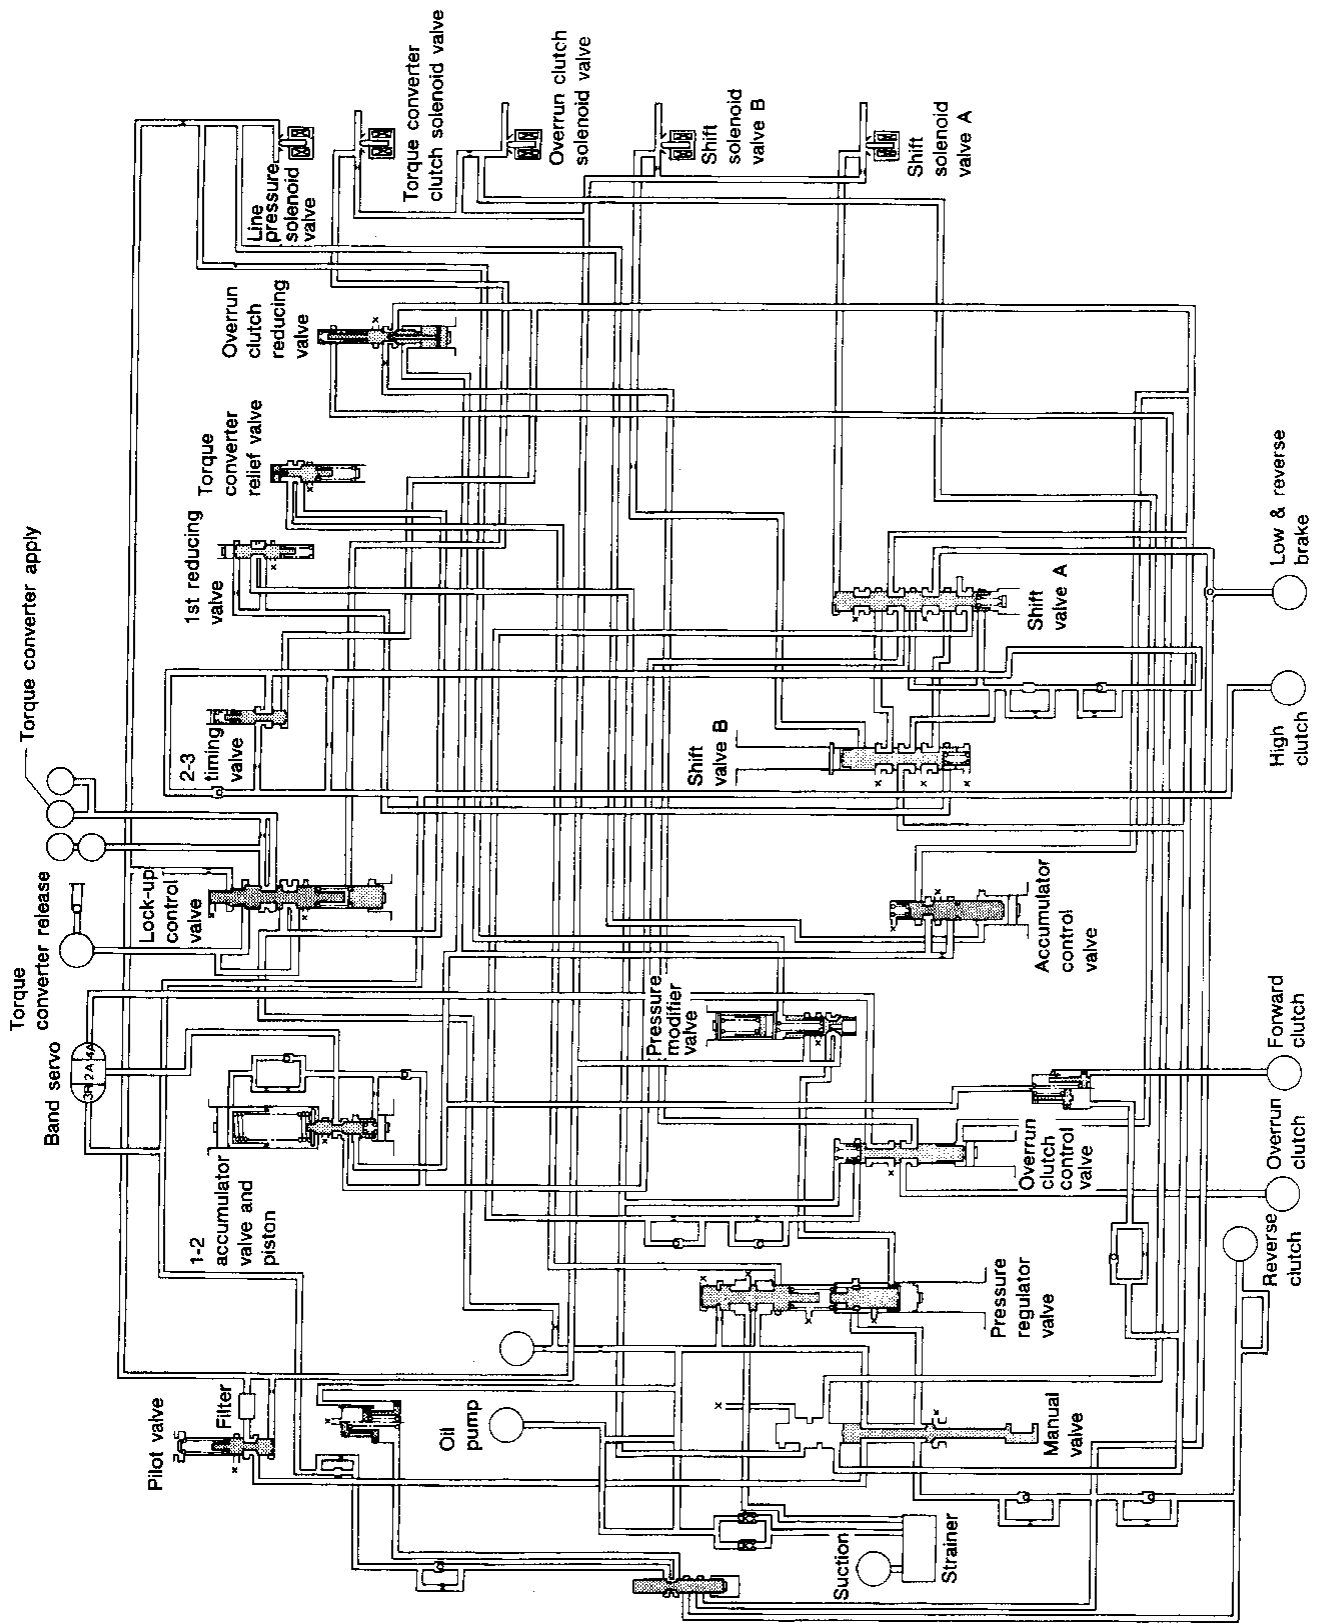 Torque converter
clutch solenoid valve
Overrun clutch
solenoid valve
Shift
solenoid
valve B
Shift
solenoid
valve A
Line
pressure
solenoid
valve
Overrun
clutch
reducing
valve
Torque
converter
relief valve
1st reducing
valve
Torque converter apply
Low & reverse
brake
Shift
valve A
2-3
timing
valve
Shift
valve B
High
clutch
Torque
converter release
Lock-up
control
valve
Accumulator
control
valve
Band servo
3R
2A
4A
Pressure
modifier
valve
Forward
clutch
1-2
accumulator
valve and
piston
Overrun
clutch
control
valve
Overrun
clutch
Reverse
clutch
Pressure
regulator
valve
Pilot valve
Filter
Oil
pump
Manual
valve
Suction
Strainer